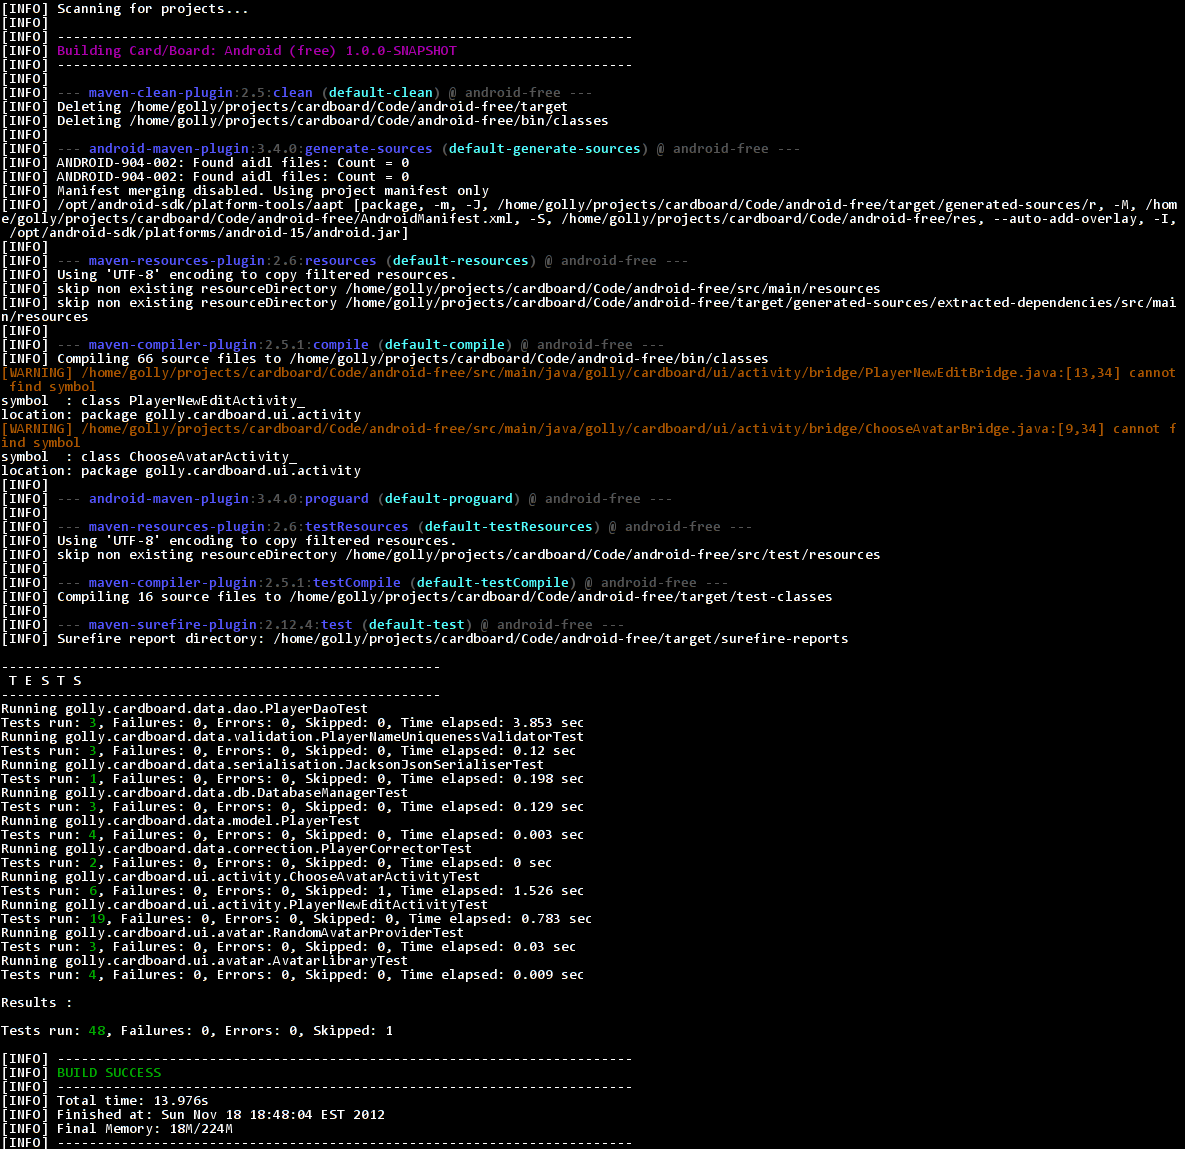 [INFO] Scanning for projects...
[INFO]
[INFO] ------------------------------------------------------------------------
[INFO] Building Card/Board: Android (free) 1.0.0-SNAPSHOT
[INFO] ------------------------------------------------------------------------
[INFO]
[INFO] --- maven-clean-plugin:2.5:clean (default-clean) @ android-free ---
[INFO] Deleting /home/golly/projects/cardboard/Code/android-free/target
[INFO] Deleting /home/golly/projects/cardboard/Code/android-free/bin/classes
[INFO]
[INFO] --- android-maven-plugin:3.4.0:generate-sources (default-generate-sources) @ android-free ---
[INFO] ANDROID-904-002: Found aidl files: Count = 0
[INFO] ANDROID-904-002: Found aidl files: Count = 0
[INFO] Manifest merging disabled. Using project manifest only
[INFO] /opt/android-sdk/platform-tools/aapt [package, -m, -J, /home/golly/projects/cardboard/Code/android-free/target/generated-sources/r, -M, /hom
e/golly/projects/cardboard/Code/android-free/AndroidManifest.xml, -S, /home/golly/projects/cardboard/Code/android-free/res, --auto-add-overlay, -I,
 /opt/android-sdk/platforms/android-15/android.jar]
[INFO]
[INFO] --- maven-resources-plugin:2.6:resources (default-resources) @ android-free ---
[INFO] Using 'UTF-8' encoding to copy filtered resources.
[INFO] skip non existing resourceDirectory /home/golly/projects/cardboard/Code/android-free/src/main/resources
[INFO] skip non existing resourceDirectory /home/golly/projects/cardboard/Code/android-free/target/generated-sources/extracted-dependencies/src/mai
n/resources
[INFO]
[INFO] --- maven-compiler-plugin:2.5.1:compile (default-compile) @ android-free ---
[INFO] Compiling 66 source files to /home/golly/projects/cardboard/Code/android-free/bin/classes
[WARNING] /home/golly/projects/cardboard/Code/android-free/src/main/java/golly/cardboard/ui/activity/bridge/PlayerNewEditBridge.java:[13,34] cannot
 find symbol
symbol  : class PlayerNewEditActivity_
location: package golly.cardboard.ui.activity
[WARNING] /home/golly/projects/cardboard/Code/android-free/src/main/java/golly/cardboard/ui/activity/bridge/ChooseAvatarBridge.java:[9,34] cannot f
ind symbol
symbol  : class ChooseAvatarActivity_
location: package golly.cardboard.ui.activity
[INFO]
[INFO] --- android-maven-plugin:3.4.0:proguard (default-proguard) @ android-free ---
[INFO]
[INFO] --- maven-resources-plugin:2.6:testResources (default-testResources) @ android-free ---
[INFO] Using 'UTF-8' encoding to copy filtered resources.
[INFO] skip non existing resourceDirectory /home/golly/projects/cardboard/Code/android-free/src/test/resources
[INFO]
[INFO] --- maven-compiler-plugin:2.5.1:testCompile (default-testCompile) @ android-free ---
[INFO] Compiling 16 source files to /home/golly/projects/cardboard/Code/android-free/target/test-classes
[INFO]
[INFO] --- maven-surefire-plugin:2.12.4:test (default-test) @ android-free ---
[INFO] Surefire report directory: /home/golly/projects/cardboard/Code/android-free/target/surefire-reports
-------------------------------------------------------
 T E S T S
-------------------------------------------------------
Running golly.cardboard.data.dao.PlayerDaoTest
Tests run: 3, Failures: 0, Errors: 0, Skipped: 0, Time elapsed: 3.853 sec
Running golly.cardboard.data.validation.PlayerNameUniquenessValidatorTest
Tests run: 3, Failures: 0, Errors: 0, Skipped: 0, Time elapsed: 0.12 sec
Running golly.cardboard.data.serialisation.JacksonJsonSerialiserTest
Tests run: 1, Failures: 0, Errors: 0, Skipped: 0, Time elapsed: 0.198 sec
Running golly.cardboard.data.db.DatabaseManagerTest
Tests run: 3, Failures: 0, Errors: 0, Skipped: 0, Time elapsed: 0.129 sec
Running golly.cardboard.data.model.PlayerTest
Tests run: 4, Failures: 0, Errors: 0, Skipped: 0, Time elapsed: 0.003 sec
Running golly.cardboard.data.correction.PlayerCorrectorTest
Tests run: 2, Failures: 0, Errors: 0, Skipped: 0, Time elapsed: 0 sec
Running golly.cardboard.ui.activity.ChooseAvatarActivityTest
Tests run: 6, Failures: 0, Errors: 0, Skipped: 1, Time elapsed: 1.526 sec
Running golly.cardboard.ui.activity.PlayerNewEditActivityTest
Tests run: 19, Failures: 0, Errors: 0, Skipped: 0, Time elapsed: 0.783 sec
Running golly.cardboard.ui.avatar.RandomAvatarProviderTest
Tests run: 3, Failures: 0, Errors: 0, Skipped: 0, Time elapsed: 0.03 sec
Running golly.cardboard.ui.avatar.AvatarLibraryTest
Tests run: 4, Failures: 0, Errors: 0, Skipped: 0, Time elapsed: 0.009 sec
Results :
Tests run: 48, Failures: 0, Errors: 0, Skipped: 1
[INFO] ------------------------------------------------------------------------
[INFO] BUILD SUCCESS
[INFO] ------------------------------------------------------------------------
[INFO] Total time: 13.976s
[INFO] Finished at: Sun Nov 18 18:48:04 EST 2012
[INFO] Final Memory: 18M/224M
[INFO] ------------------------------------------------------------------------